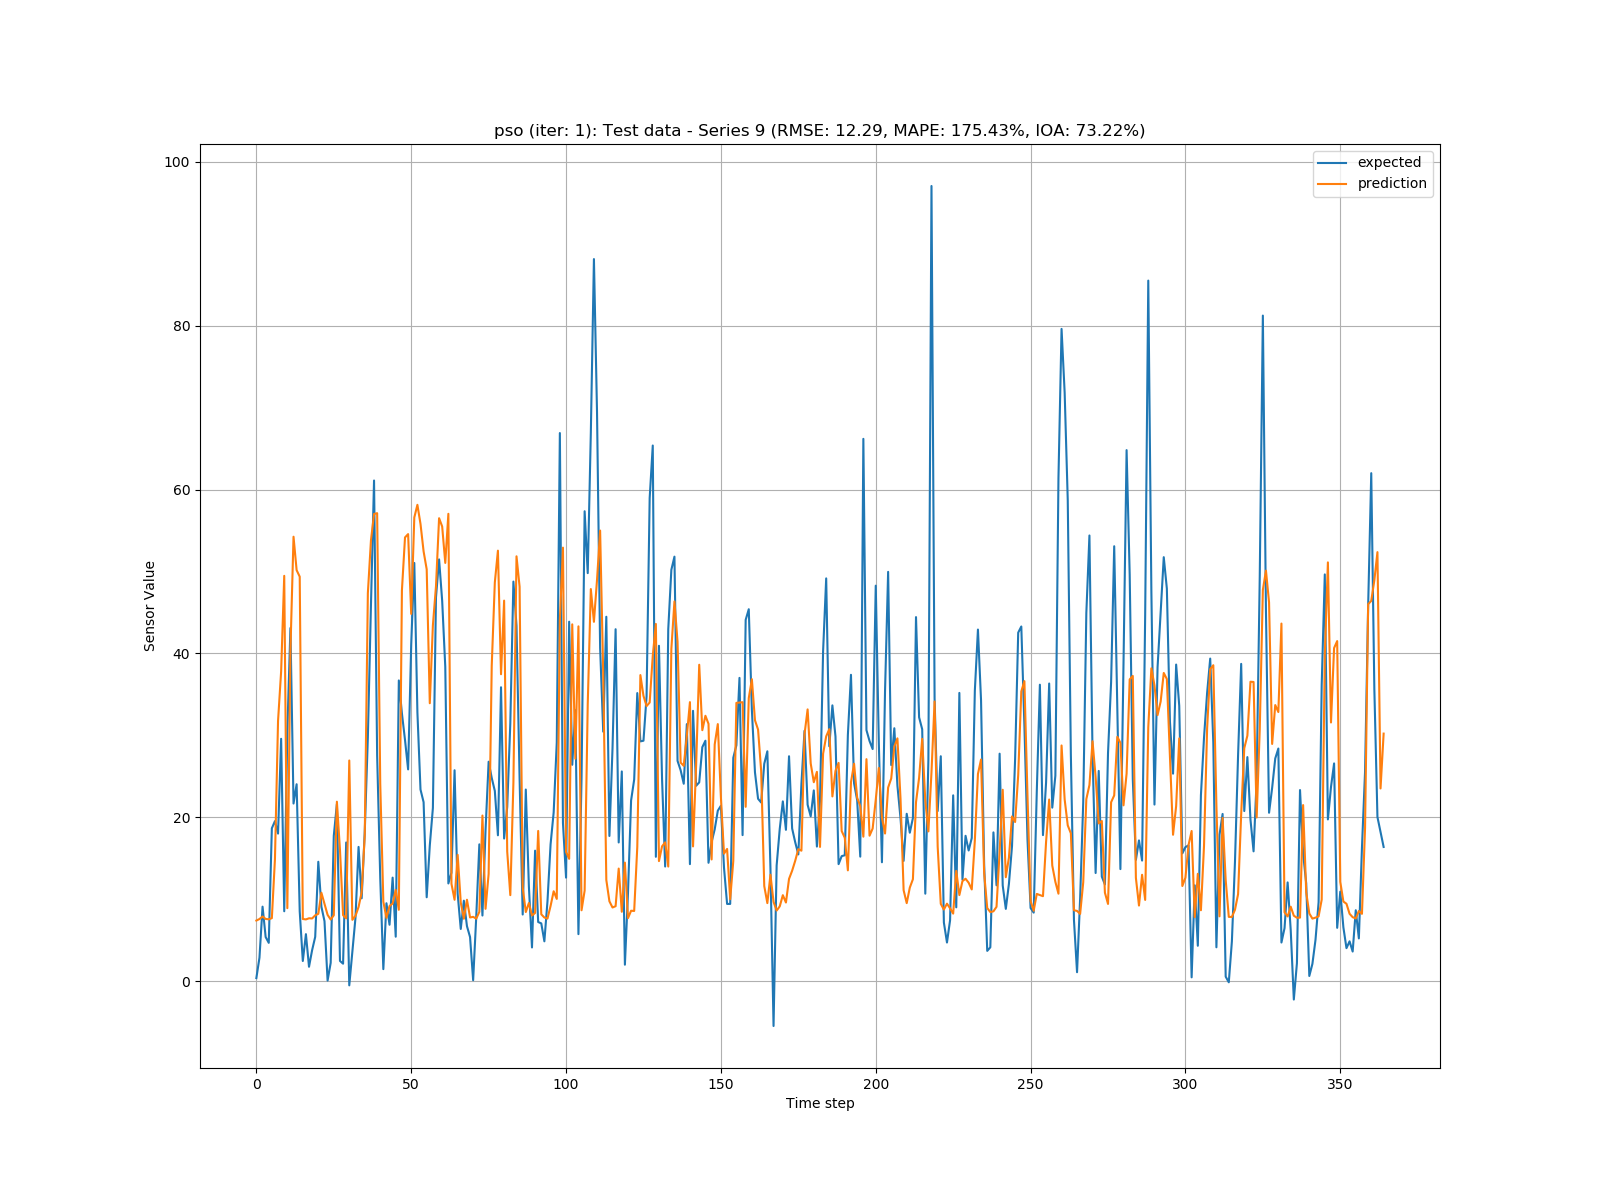 pso (iter: 1): Test data - Series 9 (RMSE: 12.29, MAPE: 175.43%, IOA: 73.22%)
expected
prediction
100
80
60
40
20
0
Sensor Value
0 50 100 150 200 250 300 350
Time step